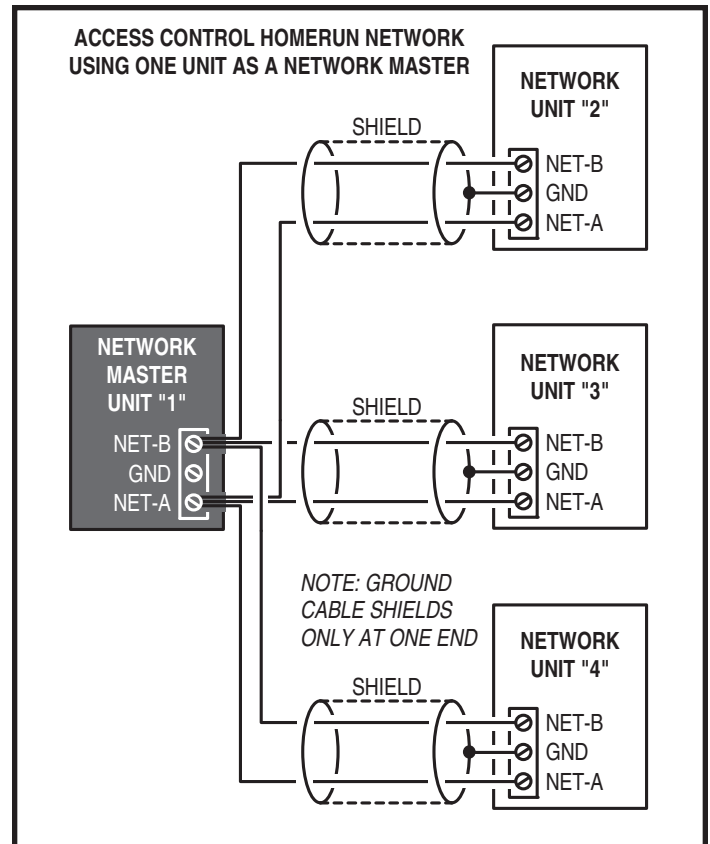 ACCESS CONTROL HOMERUN NETWORK
USING ONE UNIT AS A NETWORK MASTER
NETWORK
UNIT "2"
SHIELD
NET-B
GND
NET-A
NETWORK
MASTER
UNIT "1"
NET-B
GND
NET-A
NETWORK
UNIT "3"
SHIELD
NET-B
GND
NET-A
NOTE: GROUND
CABLE SHIELDS
ONLY AT ONE END
NETWORK
UNIT "4"
SHIELD
NET-B
GND
NET-A